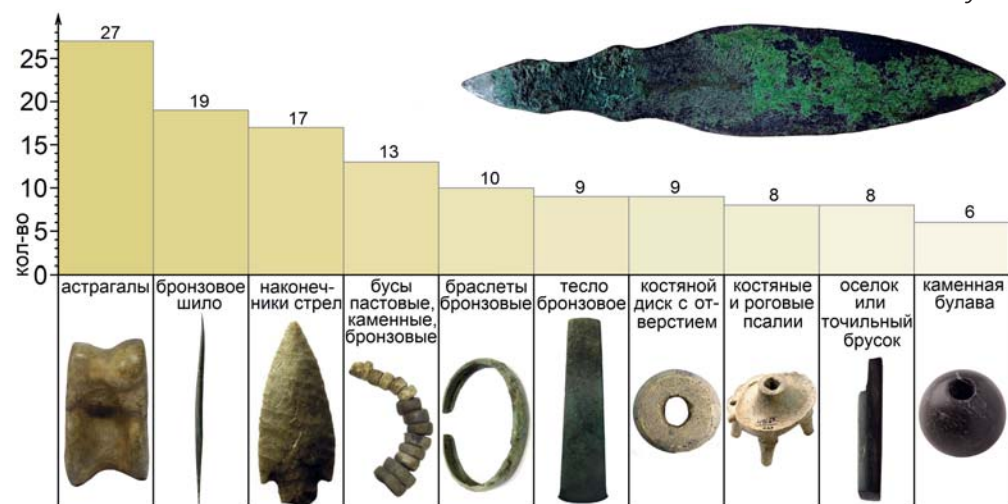 27
19
17
13
10
9
9
8
8
6
25
20
15
10
5
0
кол-во
астрагалы
бронзовое
шило
наконеч-
ники стрел
бусы
пастовые,
каменные,
бронзовые
браслеты
бронзовые
тесло
бронзовое
костяной
диск с от-
верстием
костяные
и роговые
псалии
оселок
или
точильный
брусок
каменная
булава